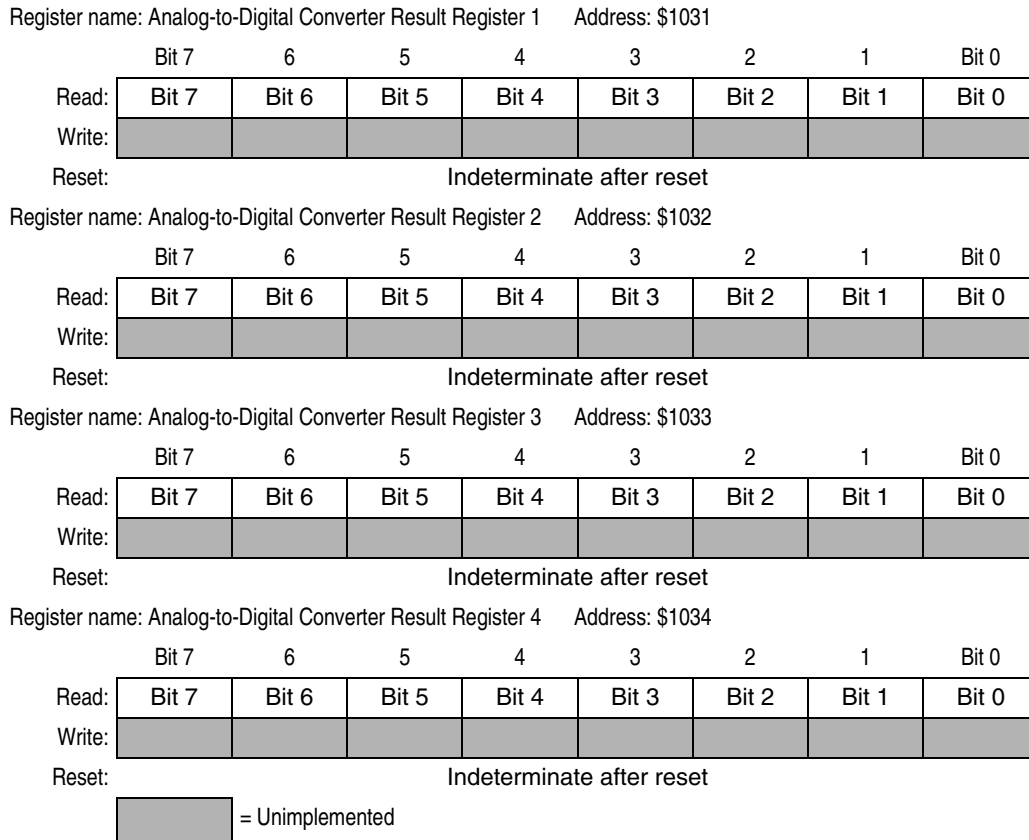 Register name: Analog-to-Digital Converter Result Register 1 Address: $1031
Bit 7 6 5 4 3 2 1 Bit 0
Read: Bit 7 Bit 6 Bit 5 Bit 4 Bit 3 Bit 2 Bit 1 Bit 0
Write:
Reset: Indeterminate after reset
Register name: Analog-to-Digital Converter Result Register 2 Address: $1032
Bit 7 6 5 4 3 2 1 Bit 0
Read: Bit 7 Bit 6 Bit 5 Bit 4 Bit 3 Bit 2 Bit 1 Bit 0
Write:
Reset: Indeterminate after reset
Register name: Analog-to-Digital Converter Result Register 3 Address: $1033
Bit 7 6 5 4 3 2 1 Bit 0
Read: Bit 7 Bit 6 Bit 5 Bit 4 Bit 3 Bit 2 Bit 1 Bit 0
Write:
Reset: Indeterminate after reset
Register name: Analog-to-Digital Converter Result Register 4 Address: $1034
Bit 7 6 5 4 3 2 1 Bit 0
Read: Bit 7 Bit 6 Bit 5 Bit 4 Bit 3 Bit 2 Bit 1 Bit 0
Write:
Reset: Indeterminate after reset
= Unimplemented